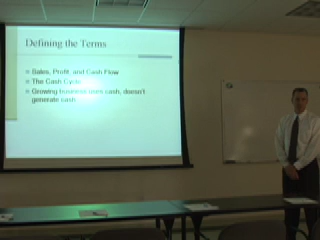 Defining the Terms
Sales, Profit, and Cash Flow
The Cash Cycle
Growing business uses cash, doesn't
generate cash